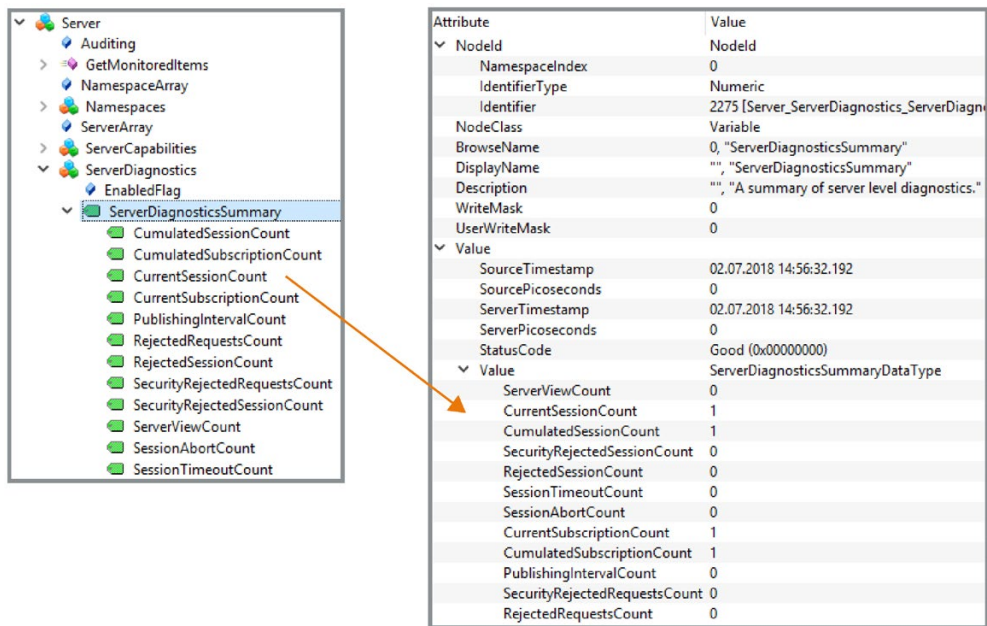 Server
Auditing
GetMonitoredItems
NamespaceArray
Namespaces
ServerArray
ServerCapabilities
ServerDiagnostics
EnabledFlag
ServerDiagnosticsSummary
CumulatedSessionCount
CumulatedSubscriptionCount
CurrentSessionCount
CurrentSubscriptionCount
PublishingIntervalCount
RejectedRequestsCount
RejectedSessionCount
SecurityRejectedRequestsCount
SecurityRejectedSessionCount
ServerViewCount
SessionAbortCount
SessionTimeoutCount
Attribute Value
NodeId NodeId
NamespaceIndex 0
IdentifierType Numeric
Identifier 2275 [Server_ServerDiagnostics_ServerDiagn
NodeClass Variable
BrowseName 0, "ServerDiagnosticsSummary"
DisplayName "", "ServerDiagnosticsSummary"
Description "", "A summary of server level diagnostics."
WriteMask 0
UserWriteMask 0
Value
SourceTimestamp 02.07.2018 14:56:32.192
SourcePicoseconds 0
ServerTimestamp 02.07.2018 14:56:32.192
ServerPicoseconds 0
StatusCode Good (0x00000000)
Value ServerDiagnosticsSummaryDataType
ServerViewCount 0
CurrentSessionCount 1
CumulatedSessionCount 1
SecurityRejectedSessionCount 0
RejectedSessionCount 0
SessionTimeoutCount 0
SessionAbortCount 0
CurrentSubscriptionCount 1
CumulatedSubscriptionCount 1
PublishingIntervalCount 0
SecurityRejectedRequestsCount 0
RejectedRequestsCount 0